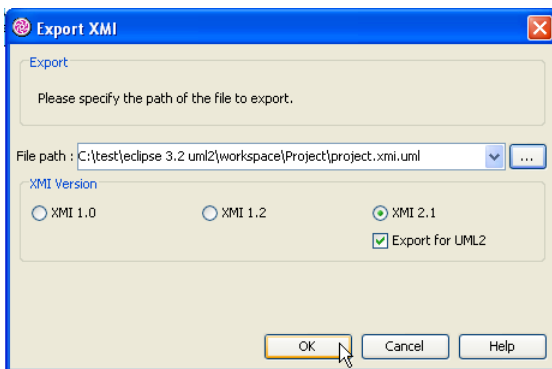 Export XMI
Export
Please specify the path of the file to export.
File path : C:\test\eclipse 3.2 uml2\workspace\Project\project.xmi.uml ...
XMI Version
XMI 1.0 XMI 1.2 XMI 2.1
Export for UML2
OK Cancel Help